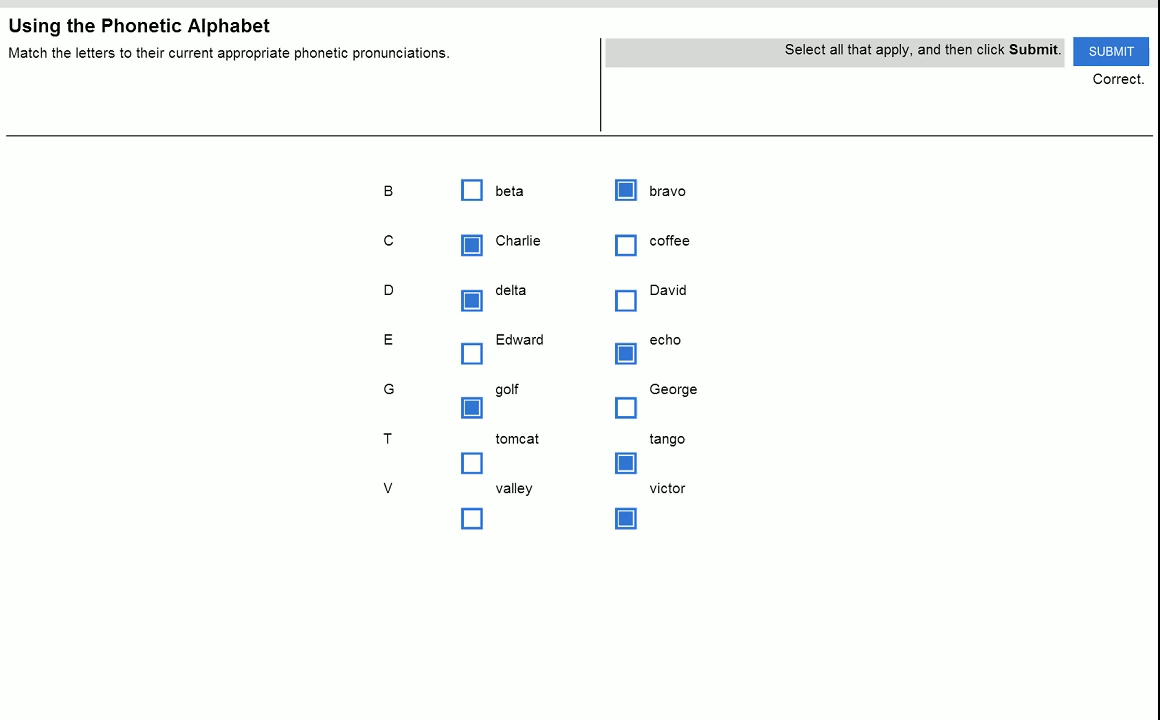 Using the Phonetic Alphabet
Match the letters to their current appropriate phonetic pronunciations.
Select all that apply, and then click Submit.
SUBMIT
Correct.
B beta bravo
C Charlie coffee
D delta David
E Edward echo
G golf George
T tomcat tango
V valley victor